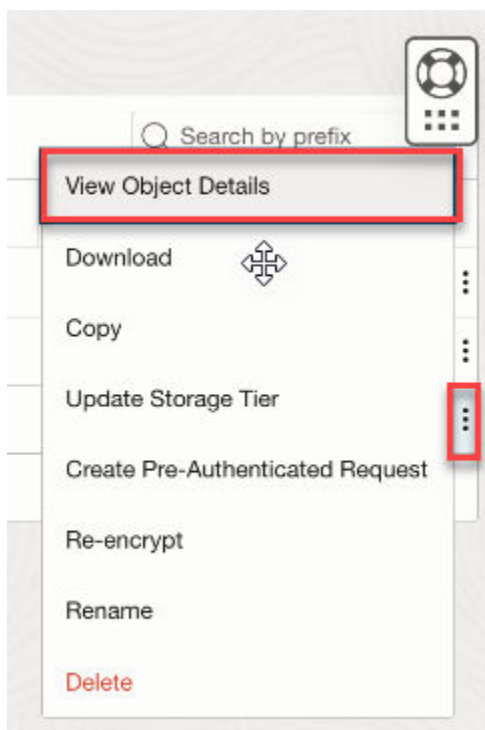 Search by prefix
View Object Details
Download
Copy
Update Storage Tier
Create Pre-Authenticated Request
Re-encrypt
Rename
Delete